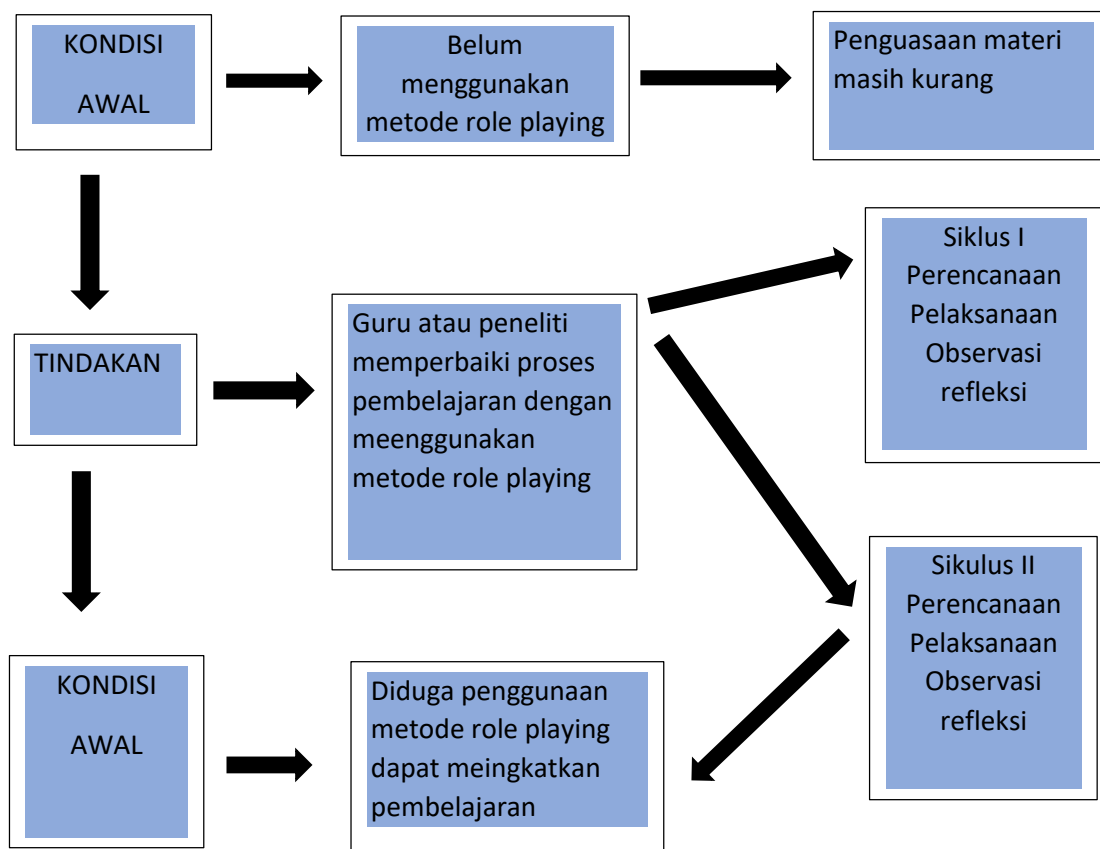 KONDISI
AWAL
Belum
menggunakan
metode role playing
Penguasaan materi
masih kurang
TINDAKAN
Guru atau peneliti
memperbaiki proses
pembelajaran dengan
meenggunakan
metode role playing
Siklus I
Perencanaan
Pelaksanaan
Observasi
refleksi
Sikulus II
Perencanaan
Pelaksanaan
Observasi
refleksi
KONDISI
AWAL
Diduga penggunaan
metode role playing
dapat meingkatkan
pembelajaran